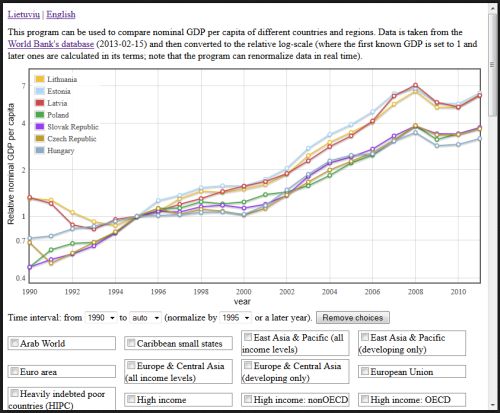 Lietuvių | English
This program can be used to compare nominal GDP per capita of different countries and regions. Data is taken from the
World Bank's database (2013-02-15) and then converted to the relative log-scale (where the first known GDP is set to 1 and
later ones are calculated in its terms; note that the program can renormalize data in real time).
Lithuania
Estonia
Latvia
Poland
Slovak Republic
Czech Republic
Hungary
Relative nominal GDP per capita
7
4
2
1
0.7
0.4
1990 1992 1994 1996 1998 2000 2002 2004 2006 2008 2010
year
Time interval: from 1990 to auto (normalize by 1995 or a later year). Remove choices
Arab World
Caribbean small states
East Asia & Pacific (all
income levels)
East Asia & Pacific
(developing only)
Euro area
Europe & Central Asia
(all income levels)
Europe & Central Asia
(developing only)
European Union
Heavily indebted poor
countries (HIPC)
High income
High income: nonOECD
High income: OECD